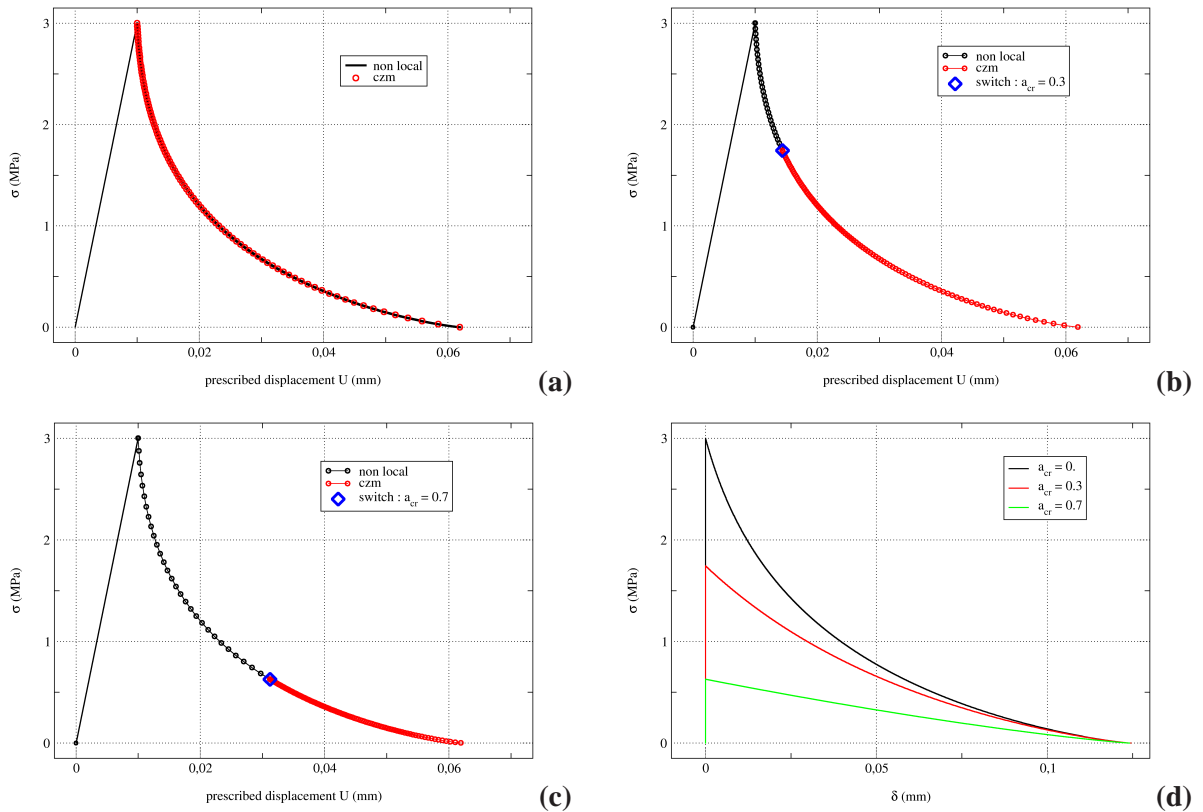 3
2
1
0
σ (MPa)
non local
czm
0
0,02
0,04
0,06
prescribed displacement U (mm)
(a)
3
2
1
0
σ (MPa)
non local
czm
switch : a_cr = 0.3
0
0,02
0,04
0,06
prescribed displacement U (mm)
(b)
3
2
1
0
σ (MPa)
non local
czm
switch : a_cr = 0.7
0
0,02
0,04
0,06
prescribed displacement U (mm)
(c)
3
2
1
0
σ (MPa)
a_cr = 0.
a_cr = 0.3
a_cr = 0.7
0
0,05
0,1
δ (mm)
(d)